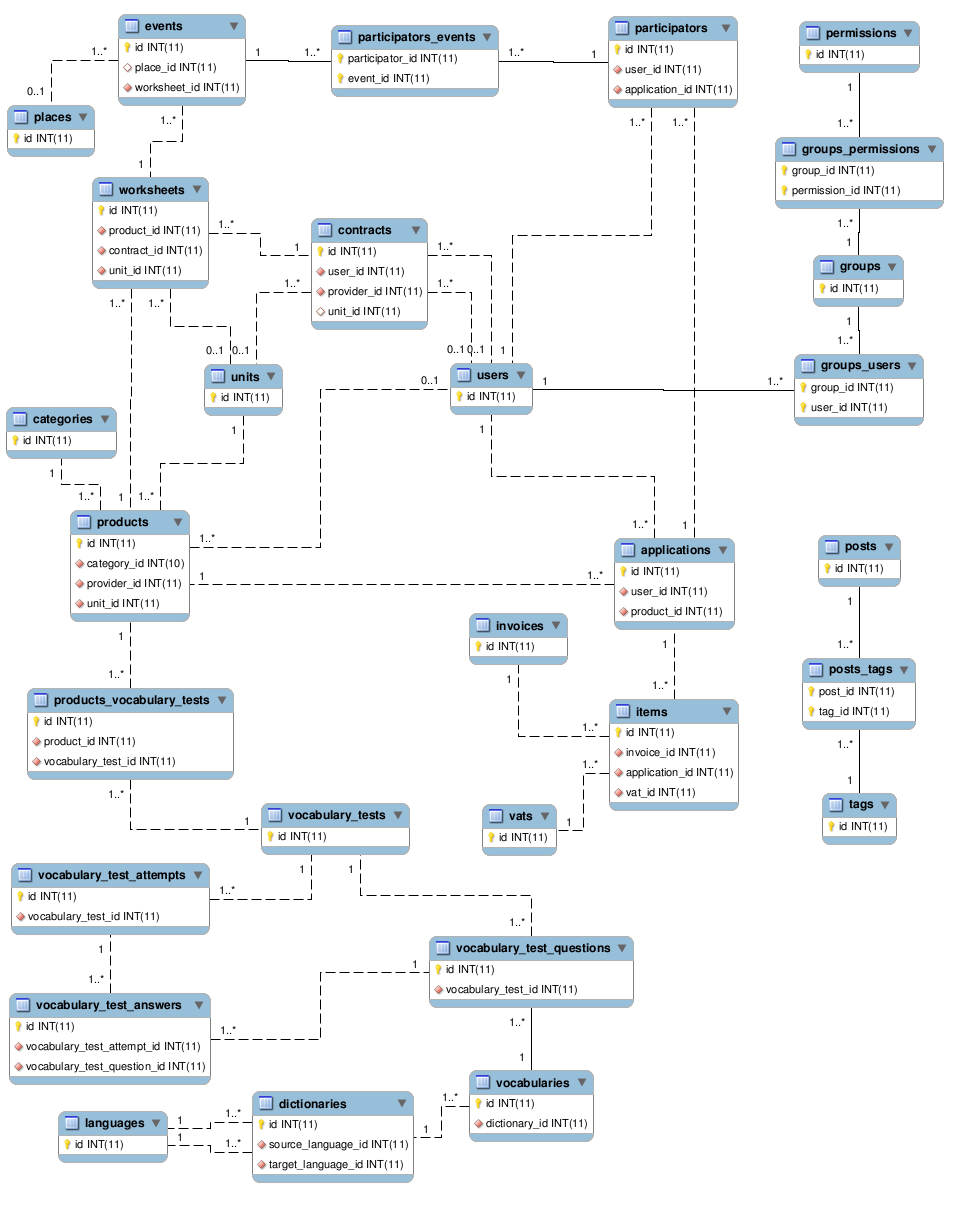 events
id INT(11)
place_id INT(11)
worksheet_id INT(11)
1..*
0..1
places
id INT(11)
1
1..*
participators_events
participator_id INT(11)
event_id INT(11)
1..*
1
participators
id INT(11)
user_id INT(11)
application_id INT(11)
1..*
1..*
permissions
id INT(11)
1
1..*
groups_permissions
group_id INT(11)
permission_id INT(11)
1..*
1
groups
id INT(11)
1
1..*
groups_users
group_id INT(11)
user_id INT(11)
1..*
1
worksheets
id INT(11)
product_id INT(11)
contract_id INT(11)
unit_id INT(11)
1..*
1
1..*
1..*
contracts
id INT(11)
user_id INT(11)
provider_id INT(11)
unit_id INT(11)
1..*
1..*
1..*
0..1
0..1
units
id INT(11)
1
0..1
0..1
1
users
id INT(11)
0..1
1
1..*
1
categories
id INT(11)
1
1..*
1
1..*
products
id INT(11)
category_id INT(10)
provider_id INT(11)
unit_id INT(11)
1..*
1
1..*
1..*
1
applications
id INT(11)
user_id INT(11)
product_id INT(11)
1
1..*
posts
id INT(11)
1
1..*
posts_tags
post_id INT(11)
tag_id INT(11)
1..*
1
tags
id INT(11)
1
1..*
products_vocabulary_tests
id INT(11)
product_id INT(11)
vocabulary_test_id INT(11)
1..*
1
invoices
id INT(11)
1
1..*
items
id INT(11)
invoice_id INT(11)
application_id INT(11)
vat_id INT(11)
1..*
1
vats
id INT(11)
vocabulary_tests
id INT(11)
1
1
1..*
1..*
vocabulary_test_attempts
id INT(11)
vocabulary_test_id INT(11)
1
1..*
vocabulary_test_questions
id INT(11)
vocabulary_test_id INT(11)
1
1..*
vocabulary_test_answers
id INT(11)
vocabulary_test_attempt_id INT(11)
vocabulary_test_question_id INT(11)
1..*
1
vocabularies
id INT(11)
dictionary_id INT(11)
1..*
1
dictionaries
id INT(11)
source_language_id INT(11)
target_language_id INT(11)
1..*
1..*
1
1
languages
id INT(11)